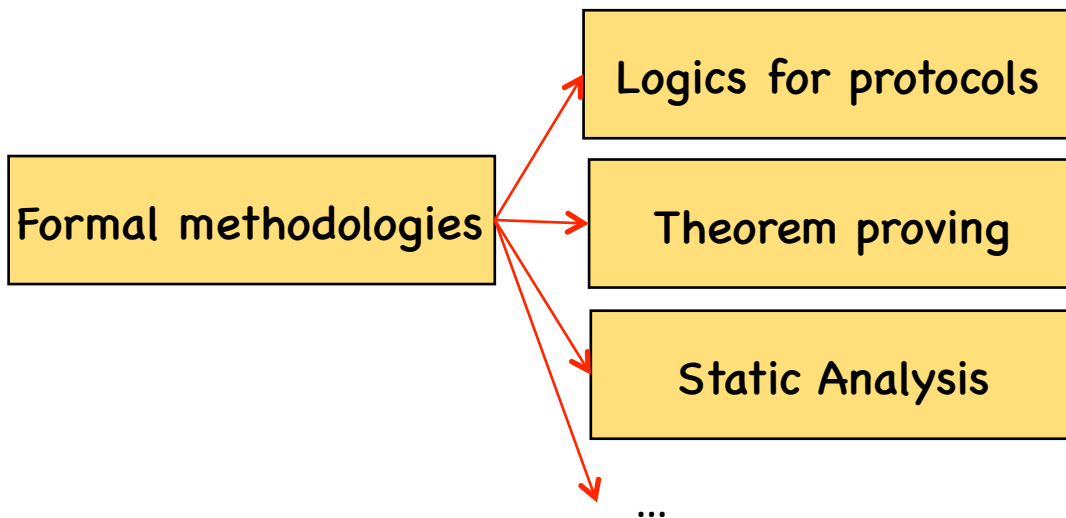 Logics for protocols
Formal methodologies
Theorem proving
Static Analysis
...